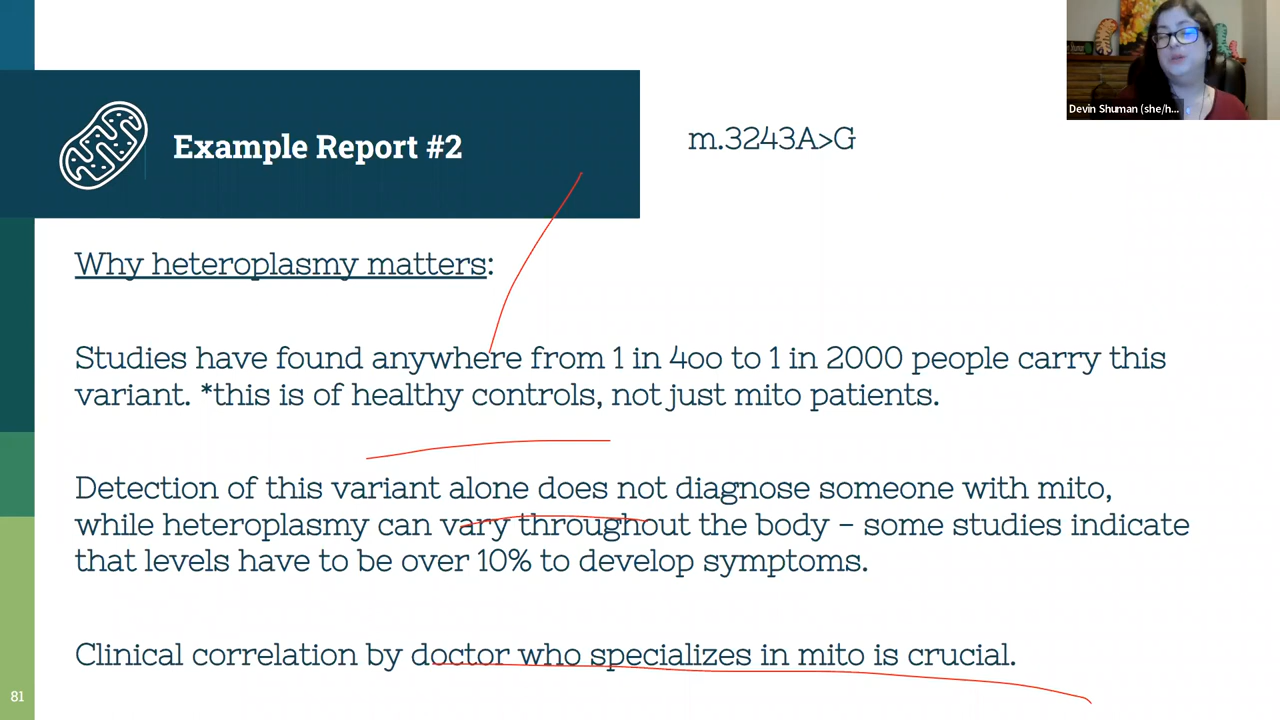 Devin Shuman (she/h...
Example Report #2
m.3243A>G
Why heteroplasmy matters:
Studies have found anywhere from 1 in 4oo to 1 in 2000 people carry this
variant. *this is of healthy controls, not just mito patients.
Detection of this variant alone does not diagnose someone with mito,
while heteroplasmy can vary throughout the body – some studies indicate
that levels have to be over 10% to develop symptoms.
Clinical correlation by doctor who specializes in mito is crucial.
81